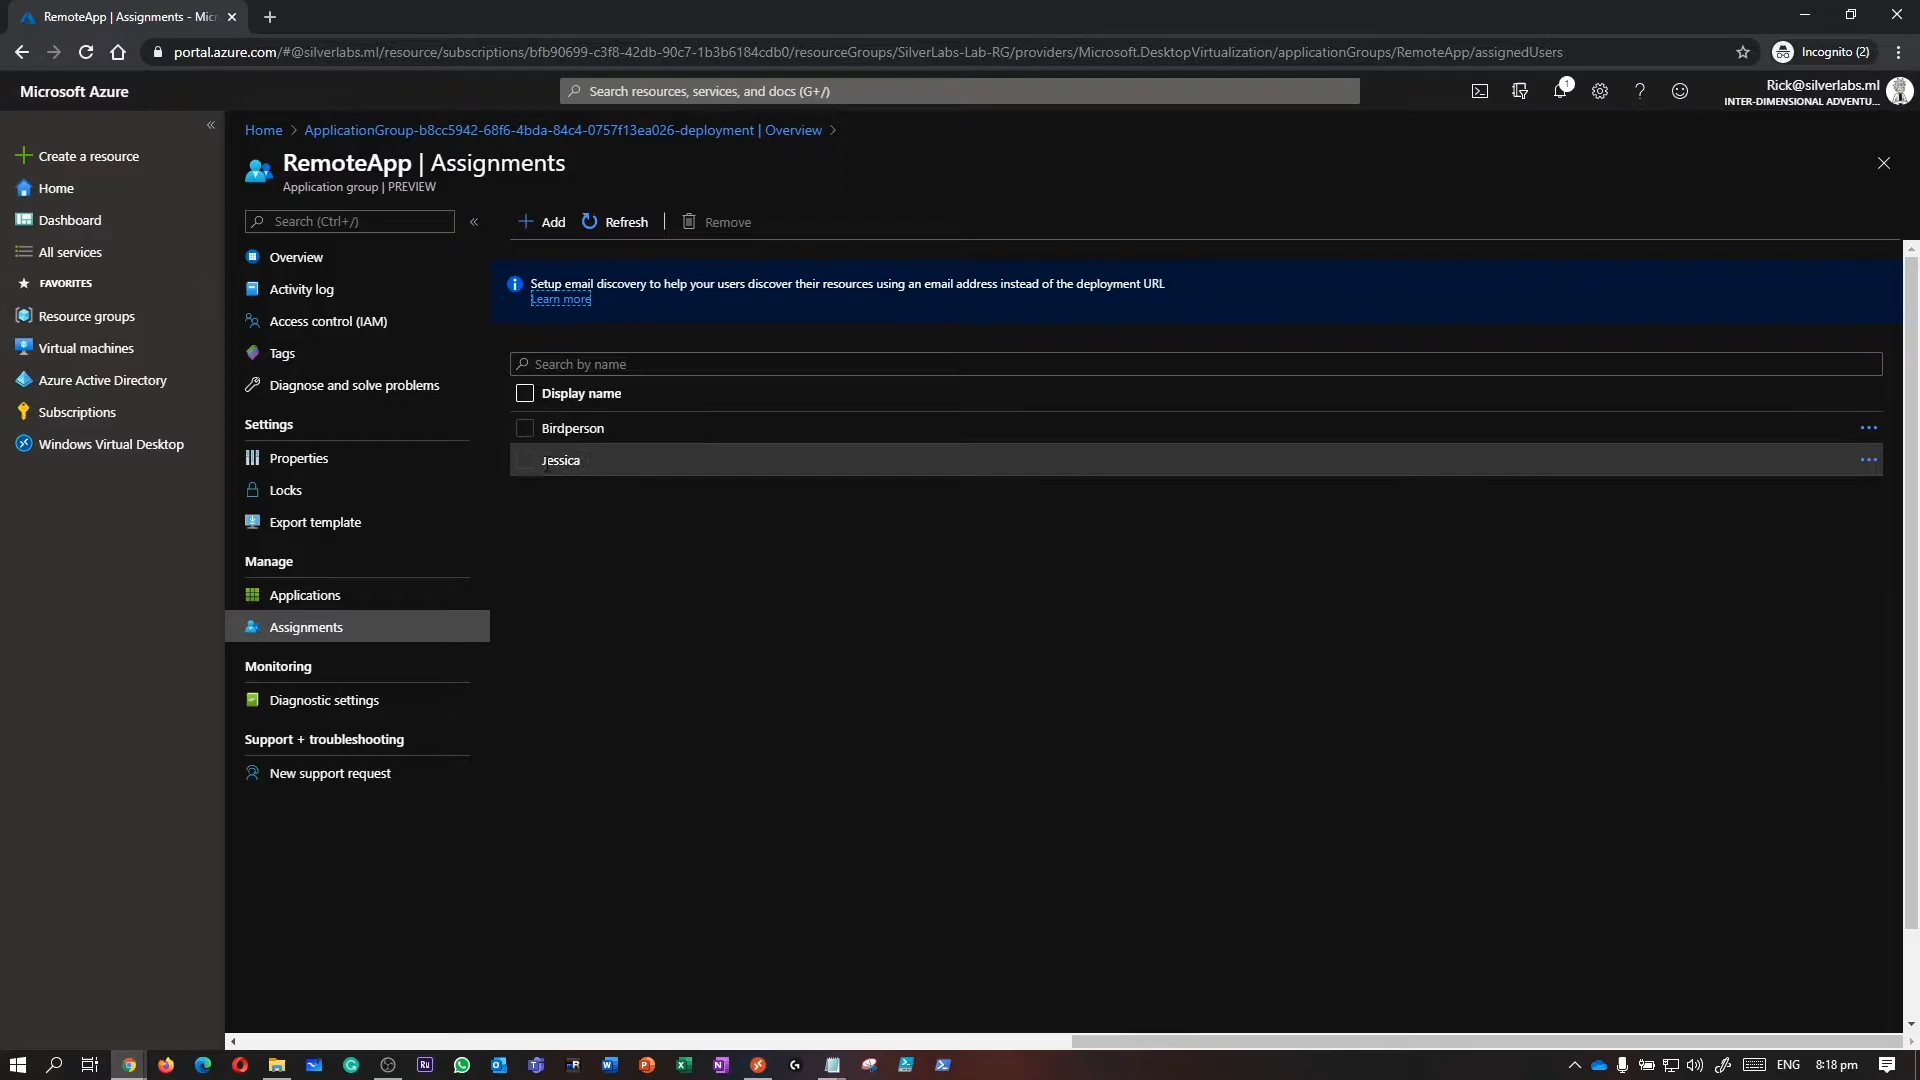 RemoteApp | Assignments - Micr
portal.azure.com/#@silverlabs.ml/resource/subscriptions/bfb90699-c3f8-42db-90c7-1b3b6184cdb0/resourceGroups/SilverLabs-Lab-RG/providers/Microsoft.DesktopVirtualization/applicationGroups/RemoteApp/assignedUsers
Incognito (2)
Microsoft Azure
Search resources, services, and docs (G+/)
1
Rick@silverlabs.ml
INTER-DIMENSIONAL ADVENTU...
Create a resource
Home
Dashboard
All services
FAVORITES
Resource groups
Virtual machines
Azure Active Directory
Subscriptions
Windows Virtual Desktop
Home > ApplicationGroup-b8cc5942-68f6-4bda-84c4-0757f13ea026-deployment | Overview >
RemoteApp | Assignments
Application group | PREVIEW
Search (Ctrl+/)
Overview
Activity log
Access control (IAM)
Tags
Diagnose and solve problems
Settings
Properties
Locks
Export template
Manage
Applications
Assignments
Monitoring
Diagnostic settings
Support + troubleshooting
New support request
Add
Refresh
Remove
Setup email discovery to help your users discover their resources using an email address instead of the deployment URL
Learn more
Search by name
Display name
Birdperson
Jessica
ENG
8:18 pm